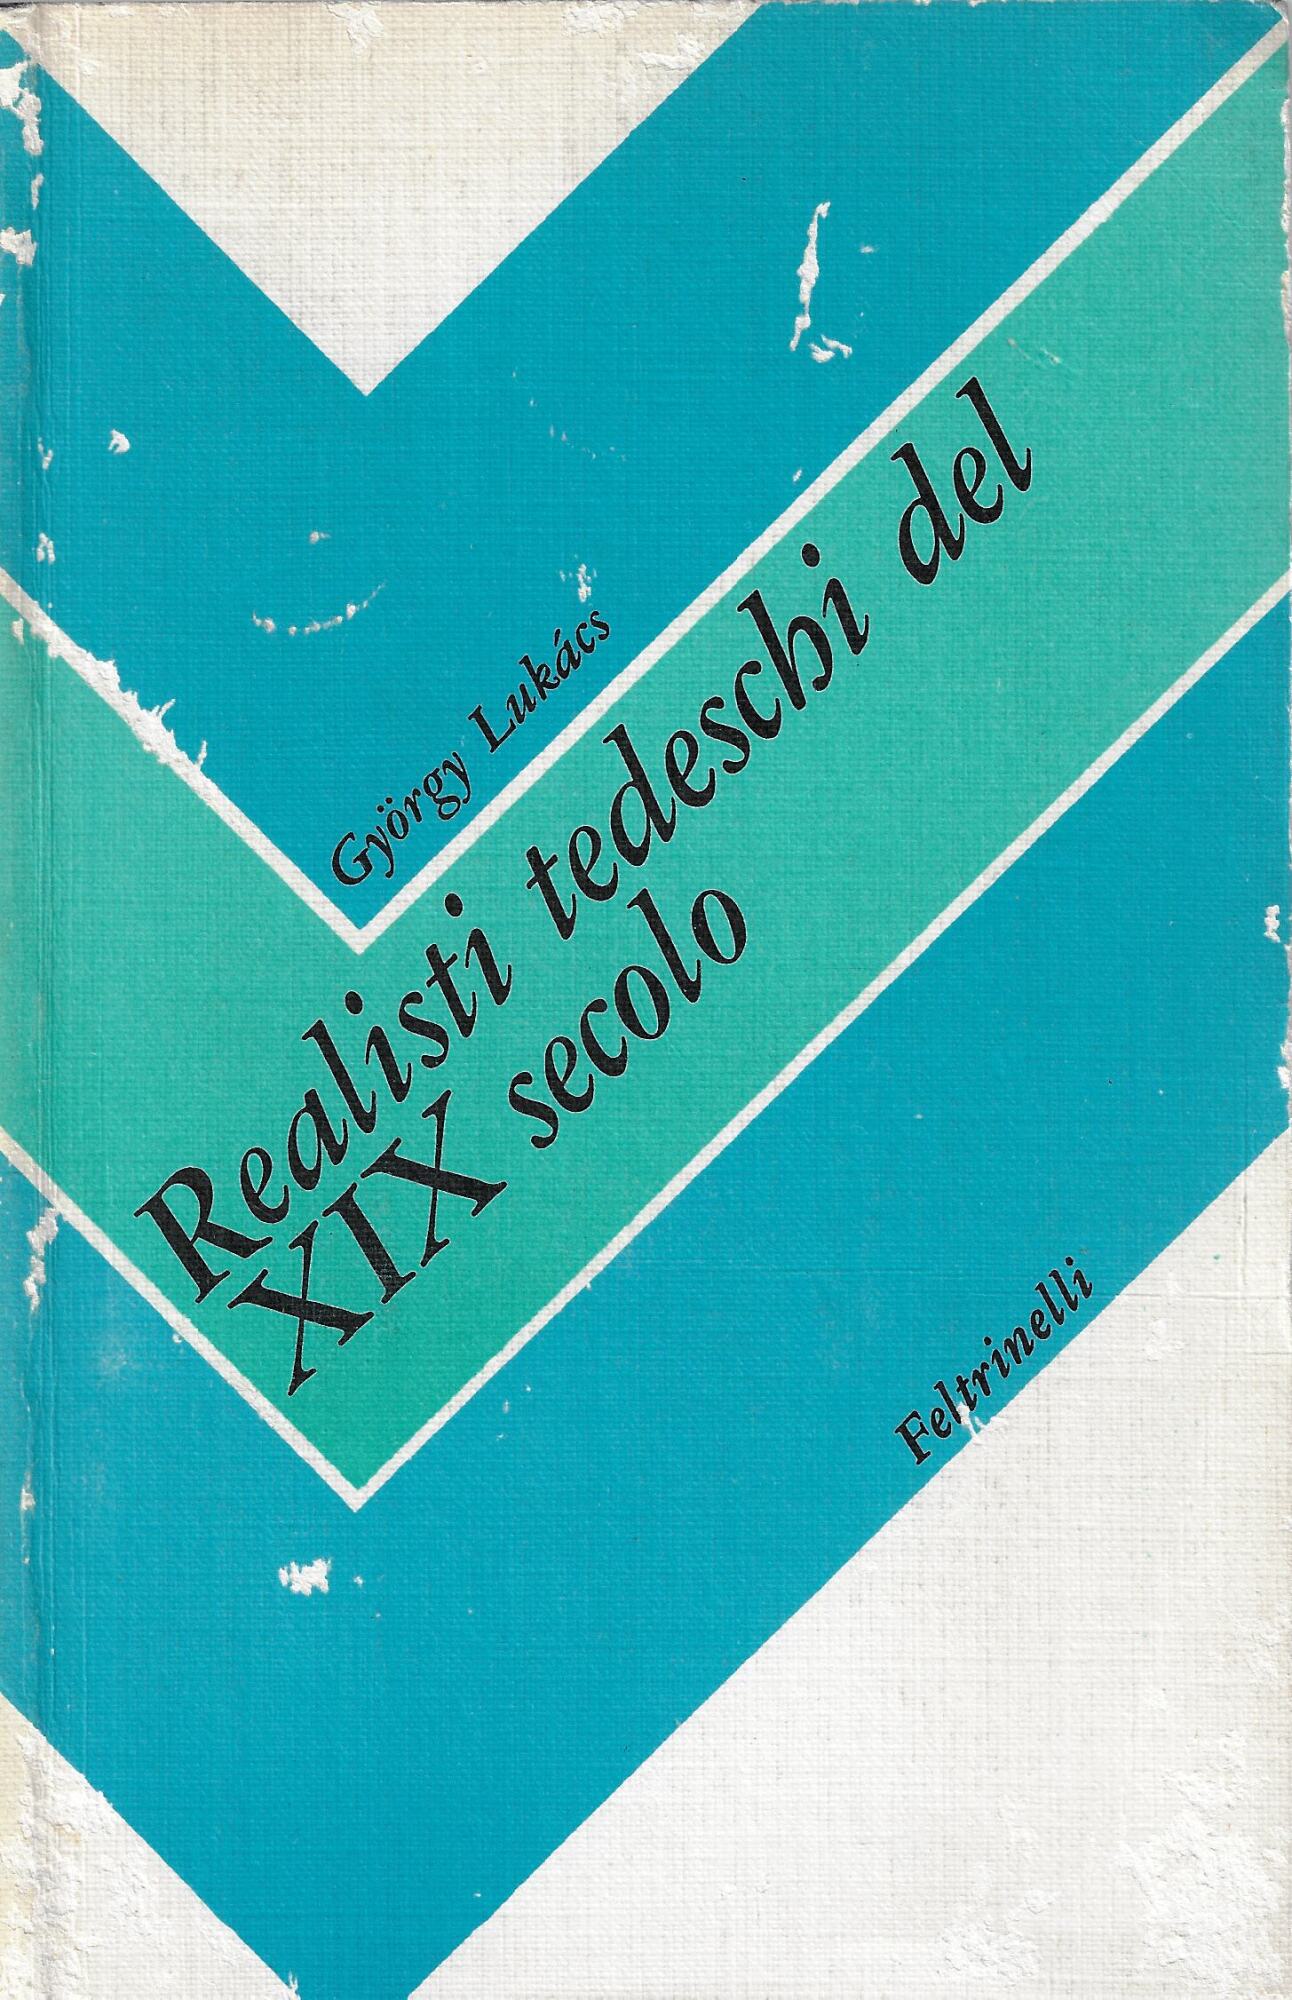 György Lukács
Realisti tedeschi del
XIX secolo
Feltrinelli